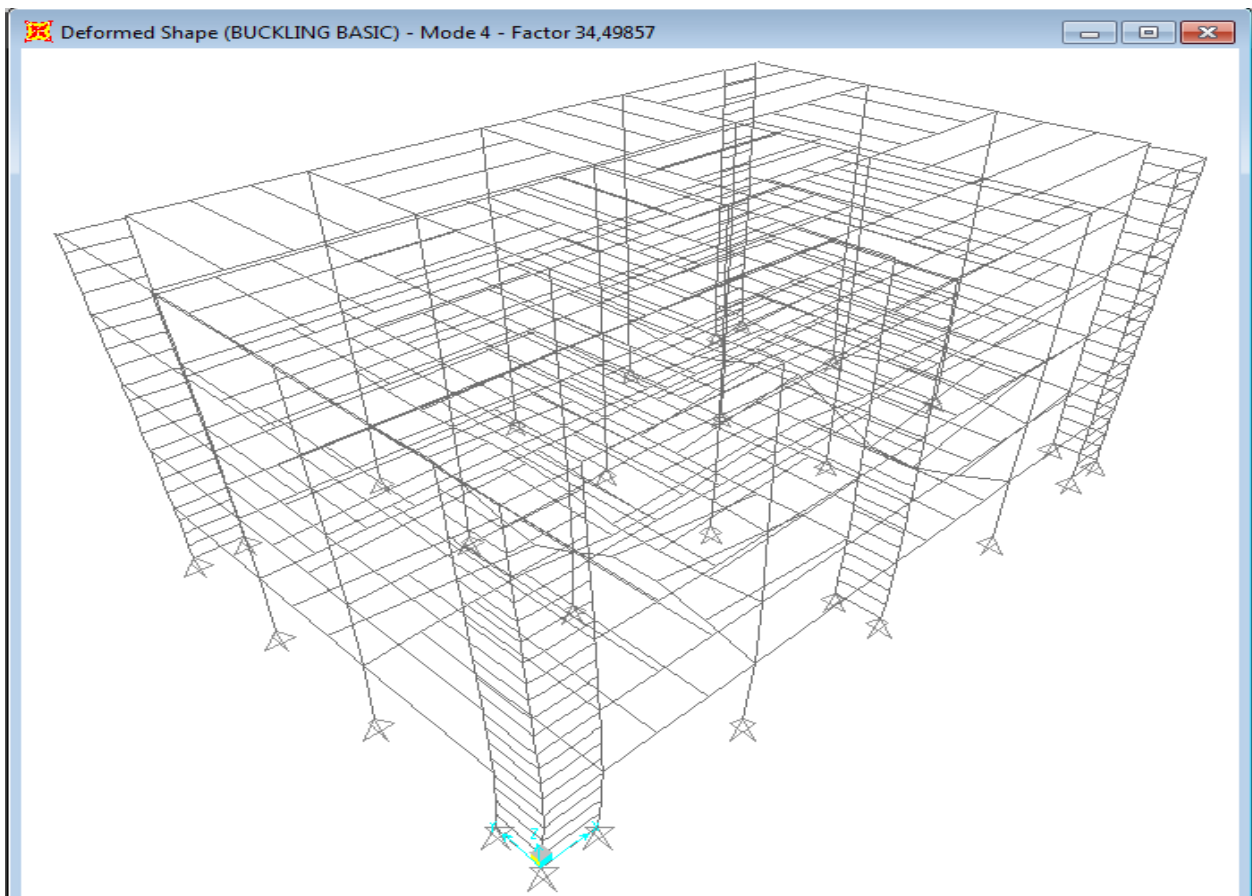 Deformed Shape (BUCKLING BASIC) - Mode 4 - Factor 34,49857
Z